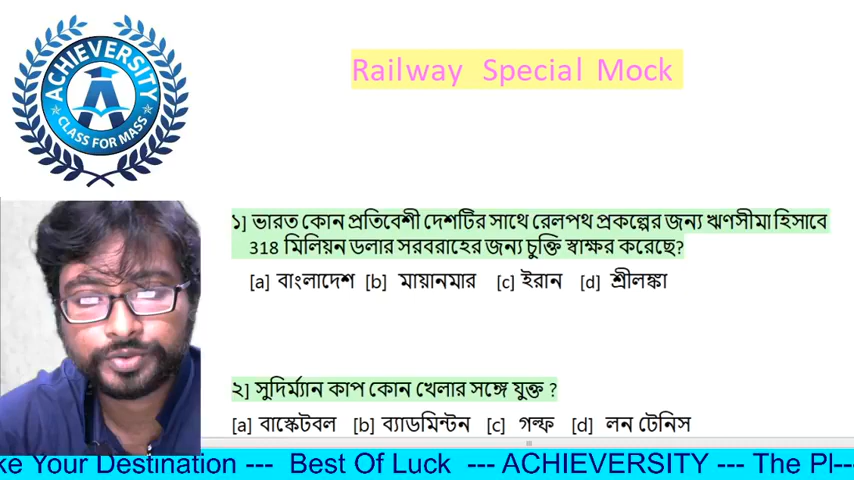 ACHIEVERSITY
CLASS FOR MASS
Railway Special Mock
১] ভারত কোন প্রতিবেশী দেশটির সাথে রেলপথ প্রকল্পের জন্য ঋণসীমা হিসাবে
318 মিলিয়ন ডলার সরবরাহের জন্য চুক্তি স্বাক্ষর করেছে?
[a] বাংলাদেশ [b] মায়ানমার [c] ইরান [d] শ্রীলঙ্কা
২] সুদির্ম্যান কাপ কোন খেলার সঙ্গে যুক্ত ?
[a] বাস্কেটবল [b] ব্যাডমিন্টন [c] গল্ফ [d] লন টেনিস
ke Your Destination --- Best Of Luck --- ACHIEVERSITY --- The Pl--